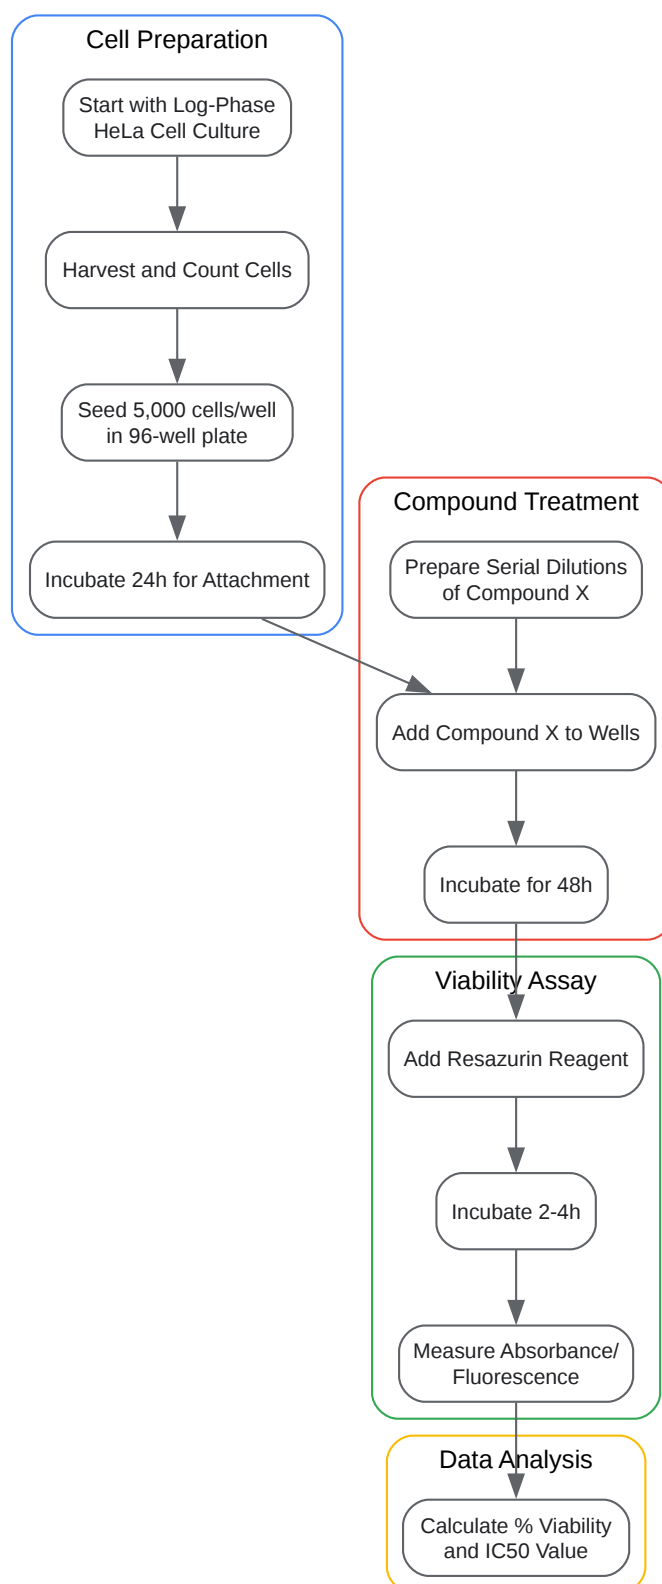 Cell Preparation
Start with Log-Phase
HeLa Cell Culture
Harvest and Count Cells
Seed 5,000 cells/well
in 96-well plate
Incubate 24h for Attachment
Compound Treatment
Prepare Serial Dilutions
of Compound X
Add Compound X to Wells
Incubate for 48h
Viability Assay
Add Resazurin Reagent
Incubate 2-4h
Measure Absorbance/
Fluorescence
Data Analysis
Calculate % Viability
and IC50 Value